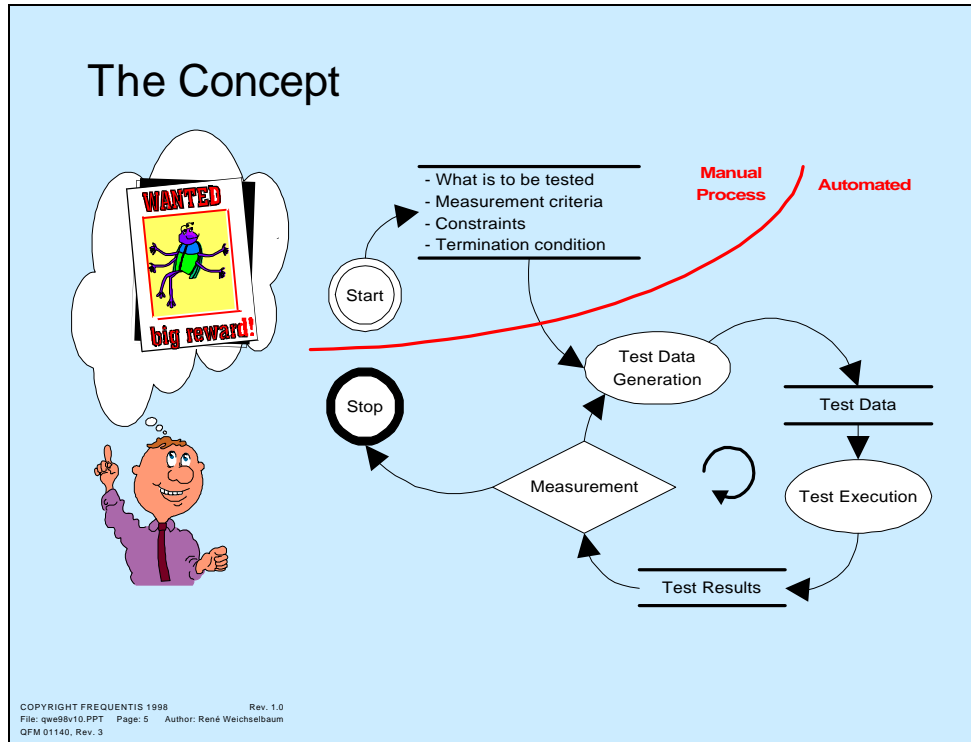 The Concept
WANTED
big reward!
- What is to be tested
- Measurement criteria
- Constraints
- Termination condition
Manual
Process
Automated
Start
Test Data
Generation
Stop
Test Data
Measurement
Test Execution
Test Results
COPYRIGHT FREQUENTIS 1998 Rev. 1.0
File: qwe98v10.PPT Page: 5 Author: René Weichselbaum
QFM 01140, Rev. 3